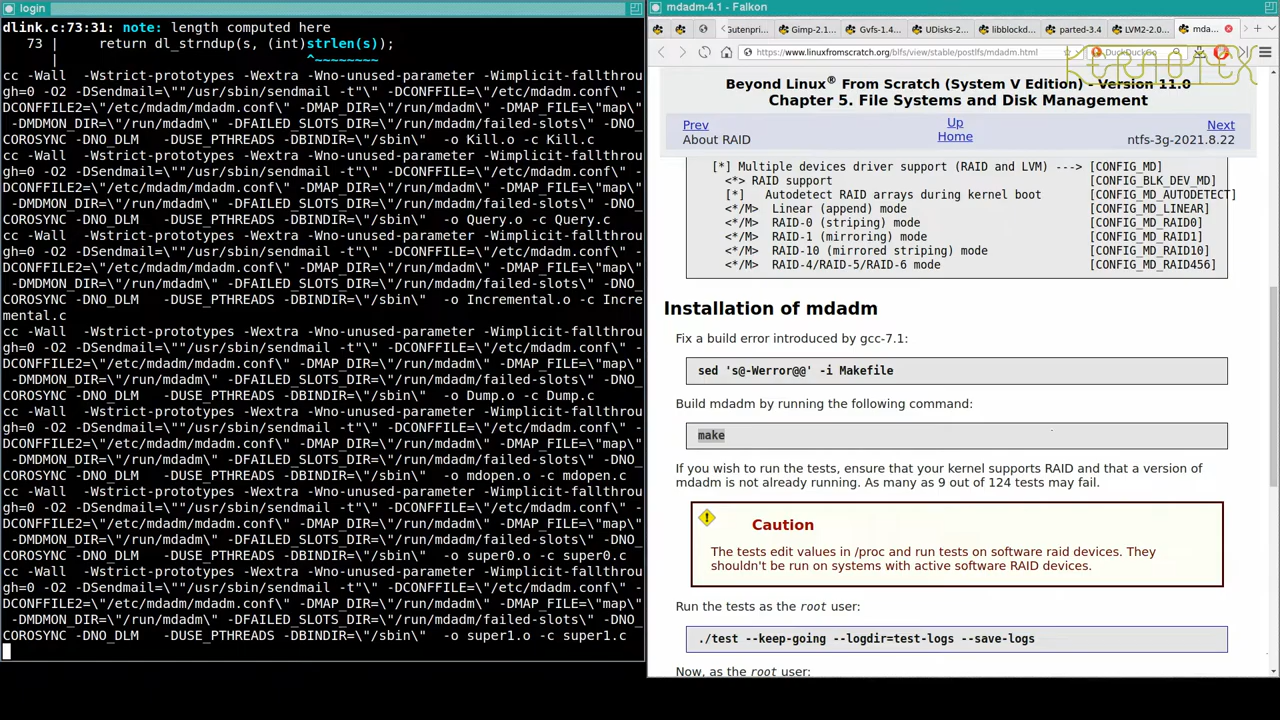 login
dlink.c:73:31: note: length computed here
73 | return dl_strndup(s, (int)strlen(s));
| ^~~~~~~~~
cc -Wall -Wstrict-prototypes -Wextra -Wno-unused-parameter -Wimplicit-fallthrou
gh=0 -O2 -DSendmail=\""/usr/sbin/sendmail -t"\" -DCONFFILE=\"/etc/mdadm.conf\" -
DCONFFILE2=\"/etc/mdadm/mdadm.conf\" -DMAP_DIR=\"/run/mdadm\" -DMAP_FILE=\"map\"
-DMDMON_DIR=\"/run/mdadm\" -DFAILED_SLOTS_DIR=\"/run/mdadm/failed-slots\" -DNO_
COROSYNC -DNO_DLM -DUSE_PTHREADS -DBINDIR=\"/sbin\" -o Kill.o -c Kill.c
cc -Wall -Wstrict-prototypes -Wextra -Wno-unused-parameter -Wimplicit-fallthrou
gh=0 -O2 -DSendmail=\""/usr/sbin/sendmail -t"\" -DCONFFILE=\"/etc/mdadm.conf\" -
DCONFFILE2=\"/etc/mdadm/mdadm.conf\" -DMAP_DIR=\"/run/mdadm\" -DMAP_FILE=\"map\"
-DMDMON_DIR=\"/run/mdadm\" -DFAILED_SLOTS_DIR=\"/run/mdadm/failed-slots\" -DNO_
COROSYNC -DNO_DLM -DUSE_PTHREADS -DBINDIR=\"/sbin\" -o Query.o -c Query.c
cc -Wall -Wstrict-prototypes -Wextra -Wno-unused-parameter -Wimplicit-fallthrou
gh=0 -O2 -DSendmail=\""/usr/sbin/sendmail -t"\" -DCONFFILE=\"/etc/mdadm.conf\" -
DCONFFILE2=\"/etc/mdadm/mdadm.conf\" -DMAP_DIR=\"/run/mdadm\" -DMAP_FILE=\"map\"
-DMDMON_DIR=\"/run/mdadm\" -DFAILED_SLOTS_DIR=\"/run/mdadm/failed-slots\" -DNO_
COROSYNC -DNO_DLM -DUSE_PTHREADS -DBINDIR=\"/sbin\" -o Incremental.o -c Incre
mental.c
cc -Wall -Wstrict-prototypes -Wextra -Wno-unused-parameter -Wimplicit-fallthrou
gh=0 -O2 -DSendmail=\""/usr/sbin/sendmail -t"\" -DCONFFILE=\"/etc/mdadm.conf\" -
DCONFFILE2=\"/etc/mdadm/mdadm.conf\" -DMAP_DIR=\"/run/mdadm\" -DMAP_FILE=\"map\"
-DMDMON_DIR=\"/run/mdadm\" -DFAILED_SLOTS_DIR=\"/run/mdadm/failed-slots\" -DNO_
COROSYNC -DNO_DLM -DUSE_PTHREADS -DBINDIR=\"/sbin\" -o Dump.o -c Dump.c
cc -Wall -Wstrict-prototypes -Wextra -Wno-unused-parameter -Wimplicit-fallthrou
gh=0 -O2 -DSendmail=\""/usr/sbin/sendmail -t"\" -DCONFFILE=\"/etc/mdadm.conf\" -
DCONFFILE2=\"/etc/mdadm/mdadm.conf\" -DMAP_DIR=\"/run/mdadm\" -DMAP_FILE=\"map\"
-DMDMON_DIR=\"/run/mdadm\" -DFAILED_SLOTS_DIR=\"/run/mdadm/failed-slots\" -DNO_
COROSYNC -DNO_DLM -DUSE_PTHREADS -DBINDIR=\"/sbin\" -o mdopen.o -c mdopen.c
cc -Wall -Wstrict-prototypes -Wextra -Wno-unused-parameter -Wimplicit-fallthrou
gh=0 -O2 -DSendmail=\""/usr/sbin/sendmail -t"\" -DCONFFILE=\"/etc/mdadm.conf\" -
DCONFFILE2=\"/etc/mdadm/mdadm.conf\" -DMAP_DIR=\"/run/mdadm\" -DMAP_FILE=\"map\"
-DMDMON_DIR=\"/run/mdadm\" -DFAILED_SLOTS_DIR=\"/run/mdadm/failed-slots\" -DNO_
COROSYNC -DNO_DLM -DUSE_PTHREADS -DBINDIR=\"/sbin\" -o super0.o -c super0.c
cc -Wall -Wstrict-prototypes -Wextra -Wno-unused-parameter -Wimplicit-fallthrou
gh=0 -O2 -DSendmail=\""/usr/sbin/sendmail -t"\" -DCONFFILE=\"/etc/mdadm.conf\" -
DCONFFILE2=\"/etc/mdadm/mdadm.conf\" -DMAP_DIR=\"/run/mdadm\" -DMAP_FILE=\"map\"
-DMDMON_DIR=\"/run/mdadm\" -DFAILED_SLOTS_DIR=\"/run/mdadm/failed-slots\" -DNO_
COROSYNC -DNO_DLM -DUSE_PTHREADS -DBINDIR=\"/sbin\" -o super1.o -c super1.c
mdadm-4.1 - Falkon
Gutenpri Gimp-2.1... Gvfs-1.4... UDisks-2... libblockd... parted-3.4 LVM2-2.0... mda...
https://www.linuxfromscratch.org/blfs/view/stable/postlfs/mdadm.html DuckDuckGo
KERNOTEX
Beyond Linux® From Scratch (System V Edition) - Version 11.0
Chapter 5. File Systems and Disk Management
Prev Up Next
About RAID Home ntfs-3g-2021.8.22
[*] Multiple devices driver support (RAID and LVM) ---> [CONFIG_MD]
<*> RAID support [CONFIG_BLK_DEV_MD]
[*] Autodetect RAID arrays during kernel boot [CONFIG_MD_AUTODETECT]
<*/M> Linear (append) mode [CONFIG_MD_LINEAR]
<*/M> RAID-0 (striping) mode [CONFIG_MD_RAID0]
<*/M> RAID-1 (mirroring) mode [CONFIG_MD_RAID1]
<*/M> RAID-10 (mirrored striping) mode [CONFIG_MD_RAID10]
<*/M> RAID-4/RAID-5/RAID-6 mode [CONFIG_MD_RAID456]
Installation of mdadm
Fix a build error introduced by gcc-7.1:
sed 's@-Werror@@' -i Makefile
Build mdadm by running the following command:
make
If you wish to run the tests, ensure that your kernel supports RAID and that a version of
mdadm is not already running. As many as 9 out of 124 tests may fail.
Caution
The tests edit values in /proc and run tests on software raid devices. They
shouldn't be run on systems with active software RAID devices.
Run the tests as the root user:
./test --keep-going --logdir=test-logs --save-logs
Now, as the root user: